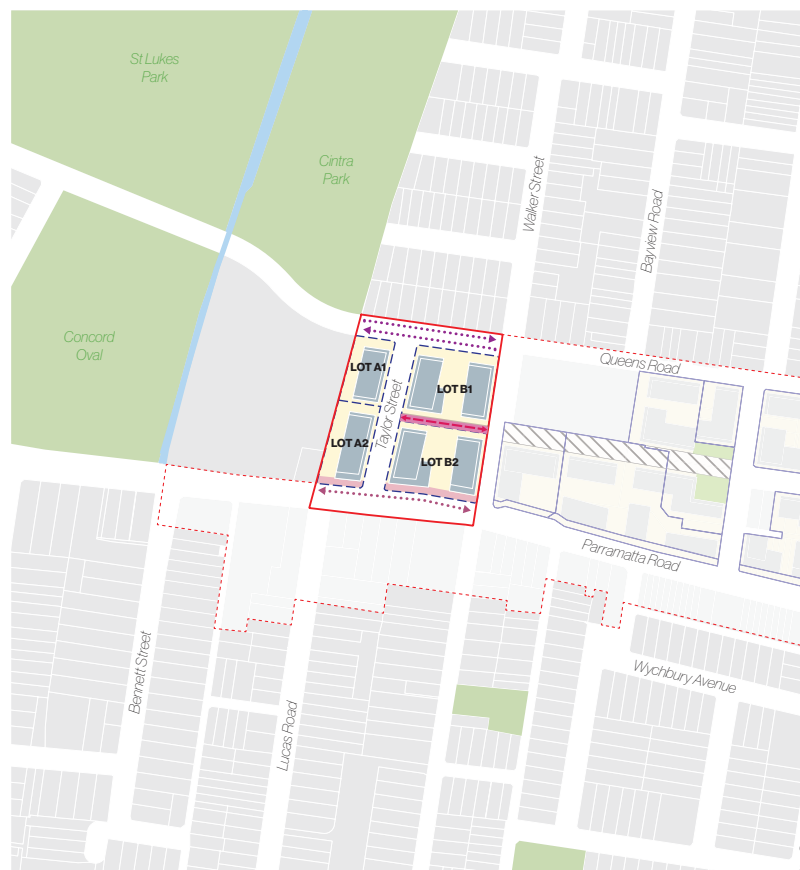 St Lukes
Park
Cintra
Park
Walker Street
Bayview Road
Concord
Oval
Queens Road
LOT A1
LOT B1
Taylor Street
LOT A2
LOT B2
Parramatta Road
Bennett Street
Wychbury Avenue
Lucas Road